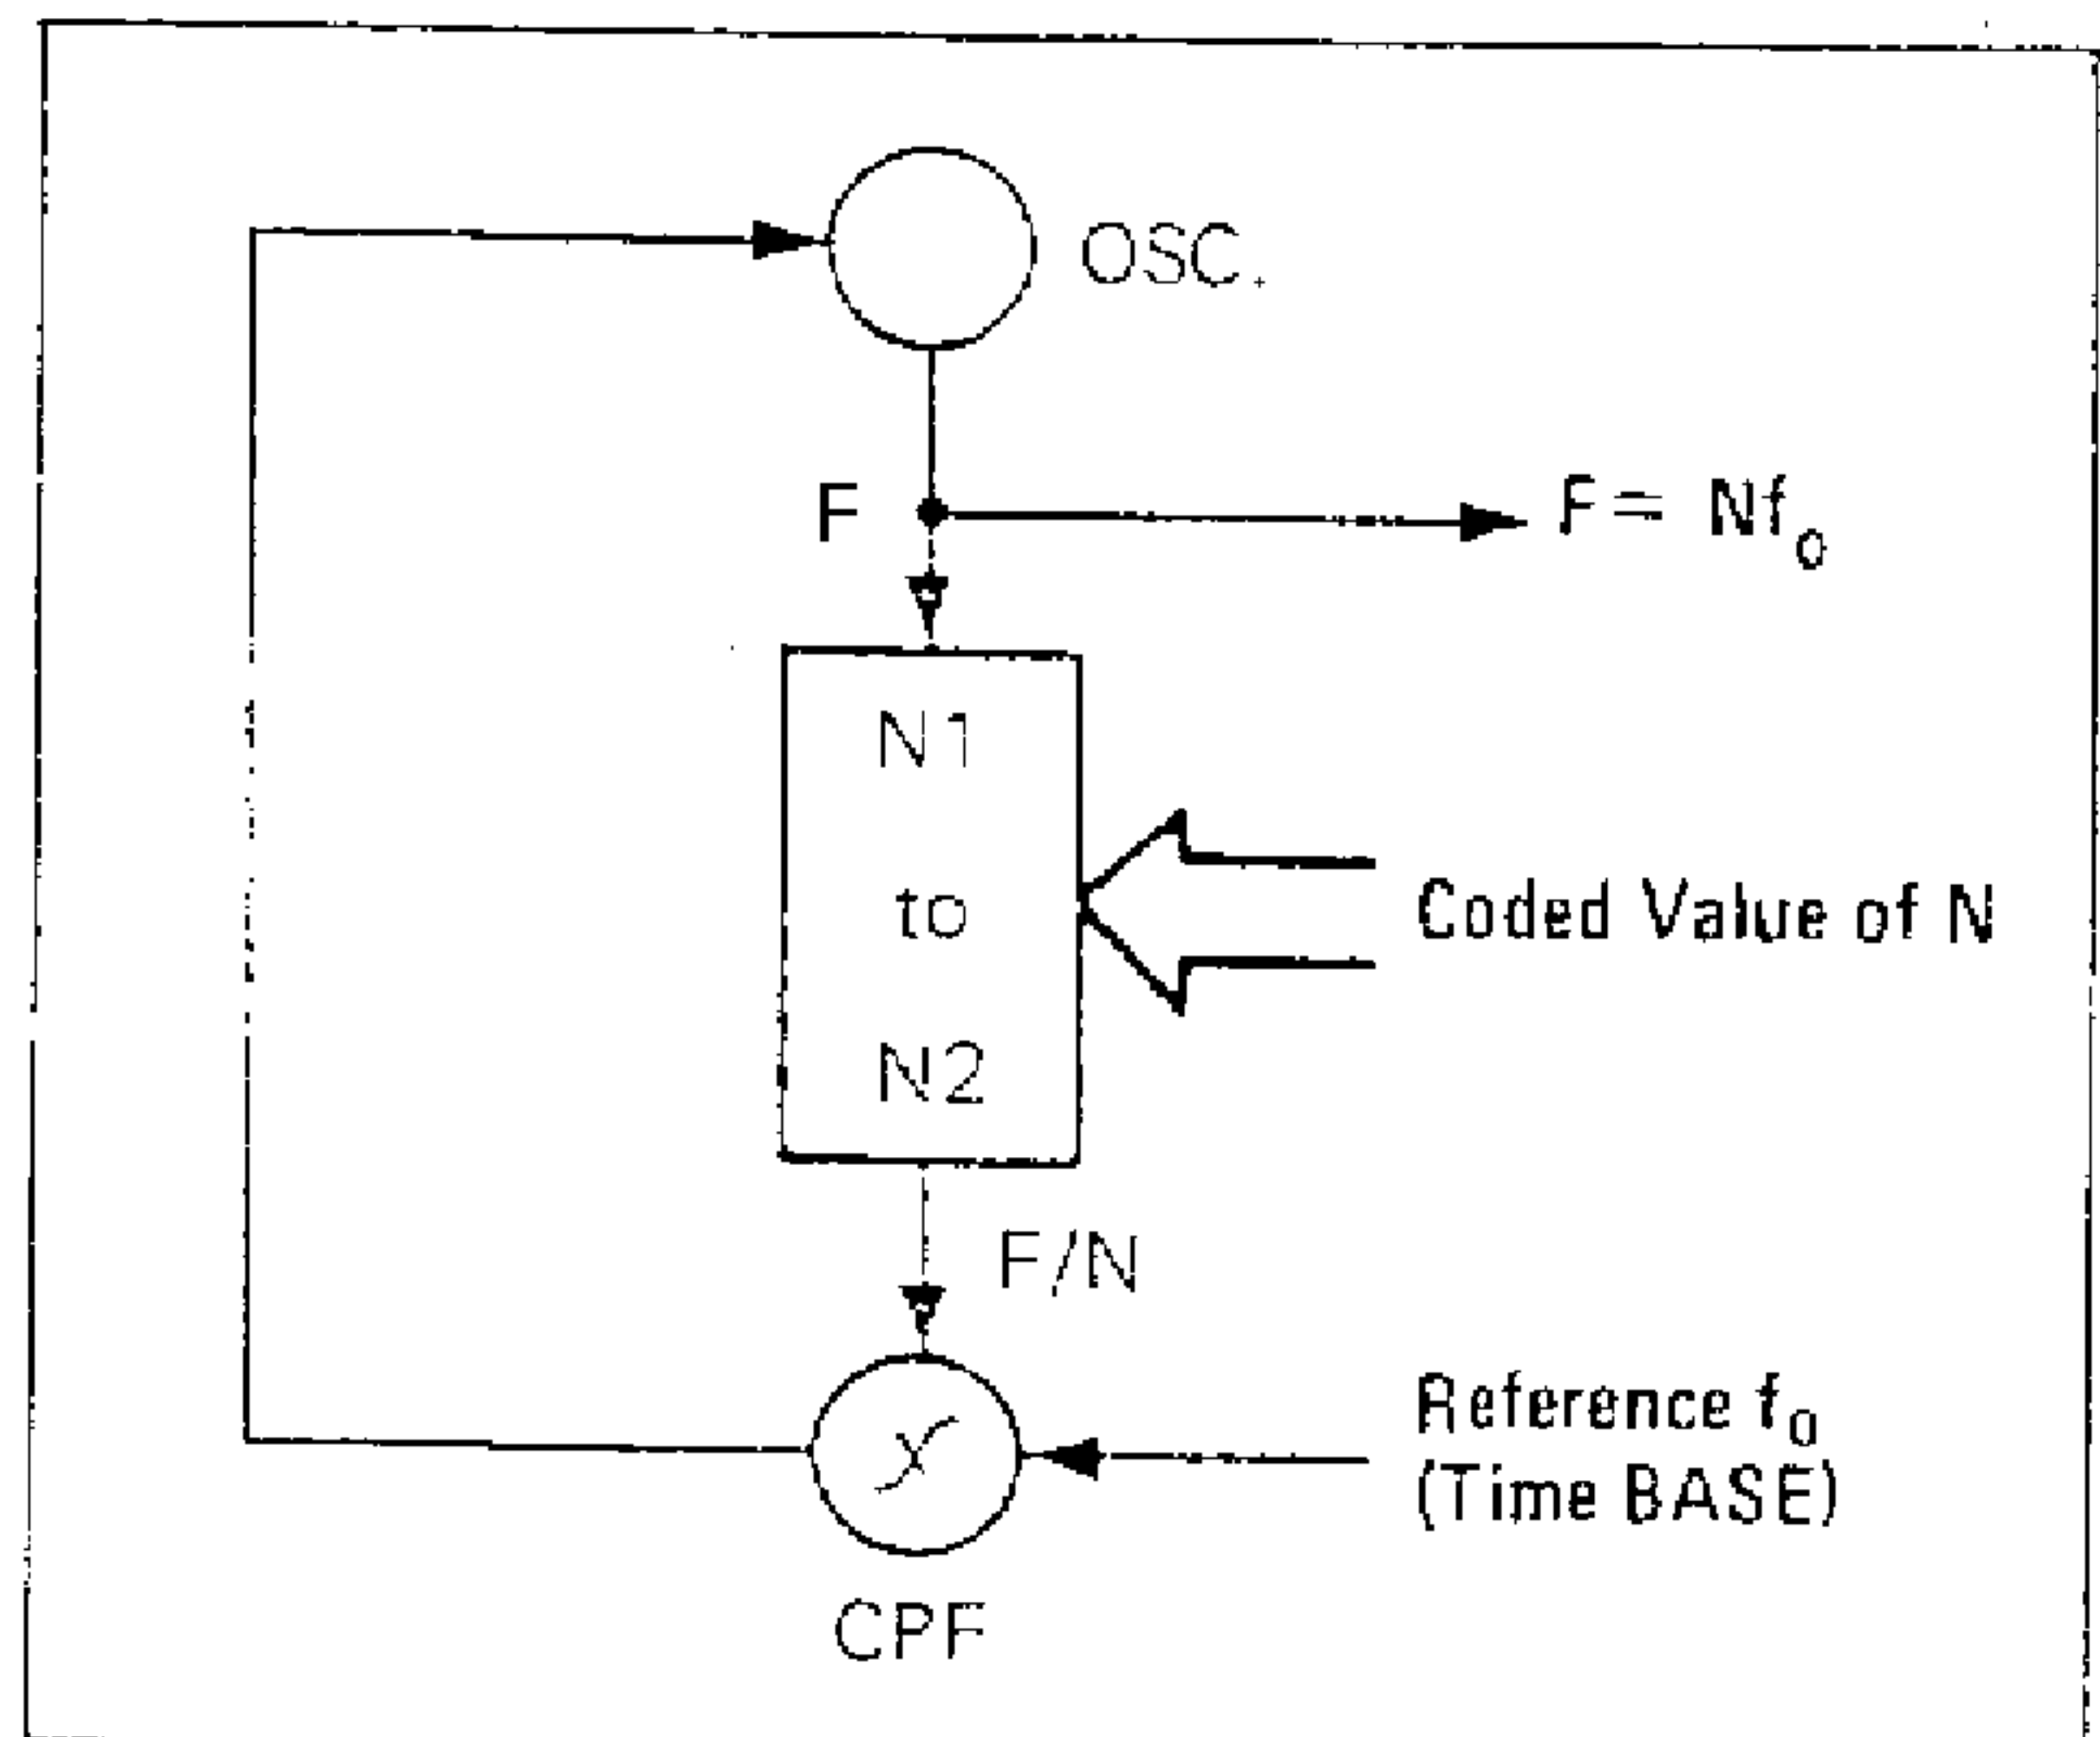 OSC.
F
F = Nf₀
N1
to
N2
Coded Value of N
F/N
Reference f₀
(Time BASE)
CPF